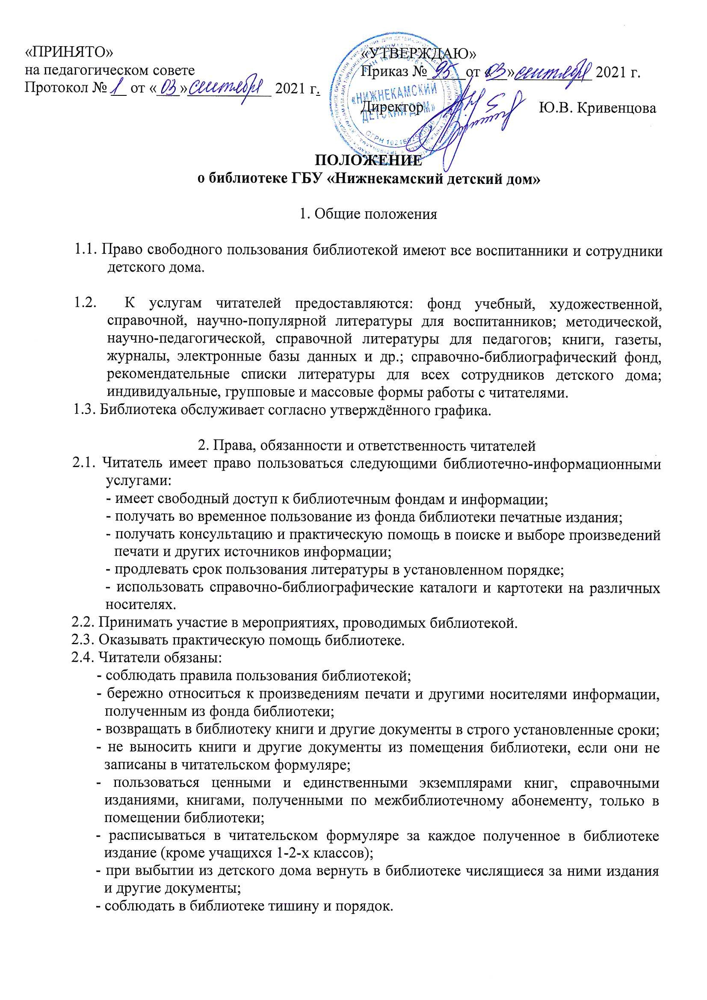 «ПРИНЯТО»
на педагогическом совете
Протокол № 1 от «03» сентября 2021 г.
«УТВЕРЖДАЮ»
Приказ № 95 от «03» сентября 2021 г.
Директор Ю.В. Кривенцова
«НИЖНЕКАМСКИЙ
ДЕТСКИЙ ДОМ»
ПОЛОЖЕНИЕ
о библиотеке ГБУ «Нижнекамский детский дом»
1. Общие положения
1.1. Право свободного пользования библиотекой имеют все воспитанники и сотрудники
детского дома.
1.2. К услугам читателей предоставляются: фонд учебный, художественной,
справочной, научно-популярной литературы для воспитанников; методической,
научно-педагогической, справочной литературы для педагогов; книги, газеты,
журналы, электронные базы данных и др.; справочно-библиографический фонд,
рекомендательные списки литературы для всех сотрудников детского дома;
индивидуальные, групповые и массовые формы работы с читателями.
1.3. Библиотека обслуживает согласно утверждённого графика.
2. Права, обязанности и ответственность читателей
2.1. Читатель имеет право пользоваться следующими библиотечно-информационными
услугами:
- имеет свободный доступ к библиотечным фондам и информации;
- получать во временное пользование из фонда библиотеки печатные издания;
- получать консультацию и практическую помощь в поиске и выборе произведений
печати и других источников информации;
- продлевать срок пользования литературы в установленном порядке;
- использовать справочно-библиографические каталоги и картотеки на различных
носителях.
2.2. Принимать участие в мероприятиях, проводимых библиотекой.
2.3. Оказывать практическую помощь библиотеке.
2.4. Читатели обязаны:
- соблюдать правила пользования библиотекой;
- бережно относиться к произведениям печати и другими носителями информации,
полученным из фонда библиотеки;
- возвращать в библиотеку книги и другие документы в строго установленные сроки;
- не выносить книги и другие документы из помещения библиотеки, если они не
записаны в читательском формуляре;
- пользоваться ценными и единственными экземплярами книг, справочными
изданиями, книгами, полученными по межбиблиотечному абонементу, только в
помещении библиотеки;
- расписываться в читательском формуляре за каждое полученное в библиотеке
издание (кроме учащихся 1-2-х классов);
- при выбытии из детского дома вернуть в библиотеке числящиеся за ними издания
и другие документы;
- соблюдать в библиотеке тишину и порядок.